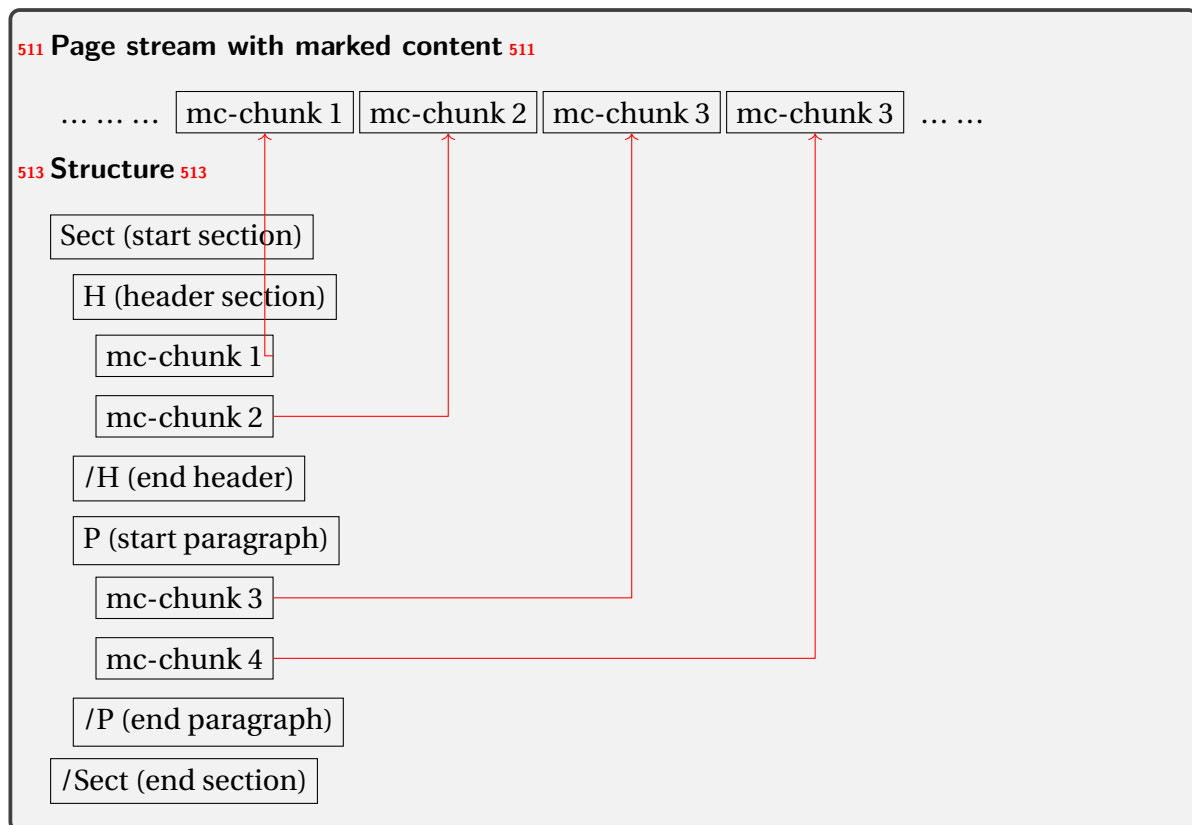 511 Page stream with marked content 511
... ... ... mc-chunk 1 mc-chunk 2 mc-chunk 3 mc-chunk 3 ... ...
513 Structure 513
Sect (start section)
H (header section)
mc-chunk 1
mc-chunk 2
/H (end header)
P (start paragraph)
mc-chunk 3
mc-chunk 4
/P (end paragraph)
/Sect (end section)